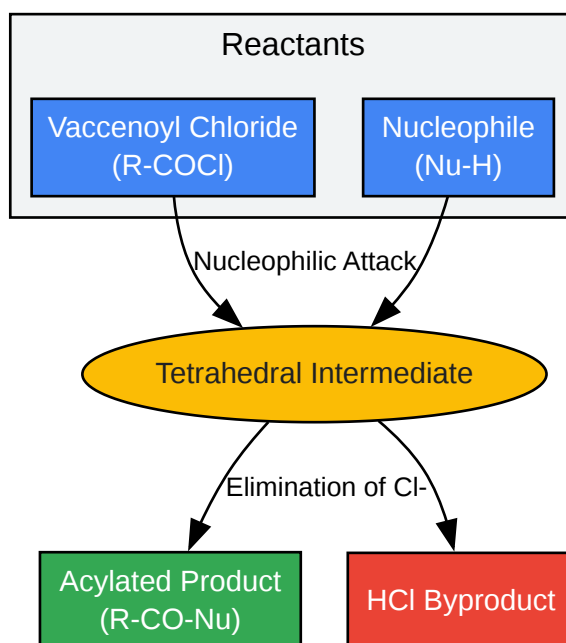 Reactants
Vaccenoyl Chloride
(R-COCl)
Nucleophile
(Nu-H)
Nucleophilic Attack
Tetrahedral Intermediate
Elimination of Cl-
Acylated Product
(R-CO-Nu)
HCl Byproduct